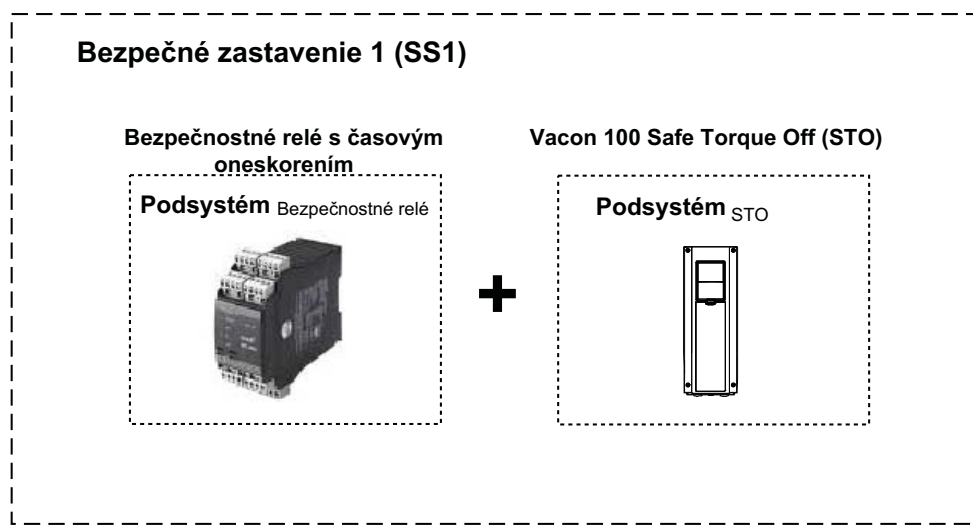 Bezpečné zastavenie 1 (SS1)
Bezpečnostné relé s časovým
oneskorením
Podsystém Bezpečnostné relé
Vacon 100 Safe Torque Off (STO)
Podsystém STO